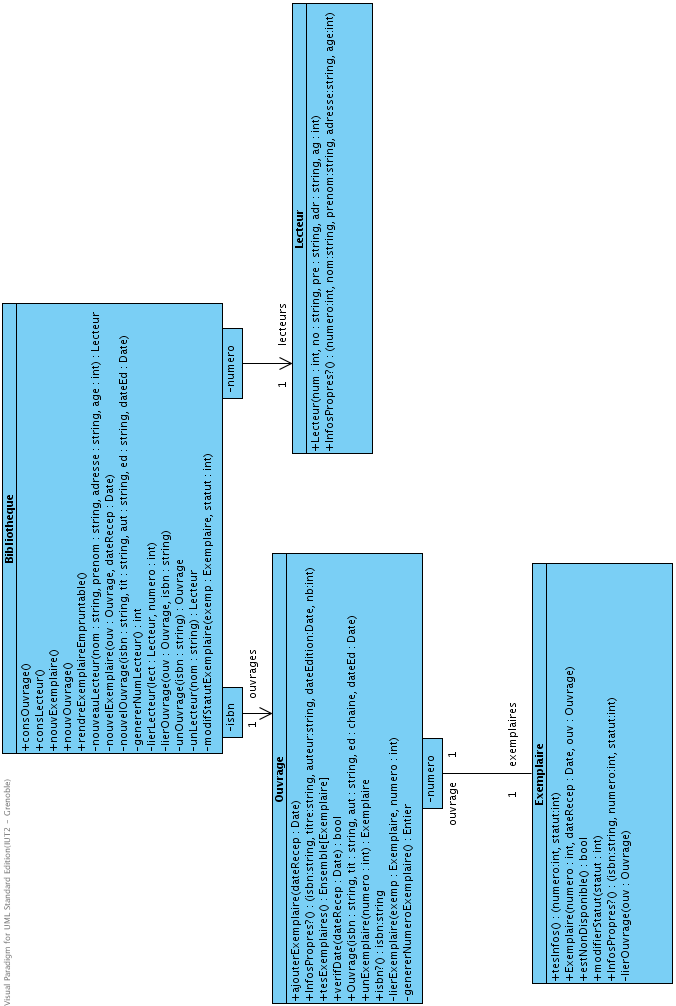 Visual Paradigm for UML Standard Edition(IUT2 - Grenoble)
Bibliotheque
+consOuvrage()
+consLecteur()
+nouvExemplaire()
+nouvOuvrage()
+rendreExemplaireEmpruntable()
-nouveauLecteur(nom : string, prenom : string, adresse : string, age : int) : Lecteur
-nouvelExemplaire(ouv : Ouvrage, dateRecep : Date)
-nouvelOuvrage(isbn : string, tit : string, aut : string, ed : string, dateEd : Date)
-genererNumLecteur() : int
-lierLecteur(lect : Lecteur, numero : int)
-lierOuvrage(ouv : Ouvrage, isbn : string)
-unOuvrage(isbn : string) : Ouvrage
-unLecteur(nom : string) : Lecteur
-modifStatutExemplaire(exemp : Exemplaire, statut : int)
-isbn
-numero
1
ouvrages
1
lecteurs
Lecteur
+Lecteur(num : int, no : string, pre : string, adr : string, ag : int)
+InfosPropres?() : (numero:int, nom:string, prenom:string, adresse:string, age:int)
Ouvrage
+ajouterExemplaire(dateRecep : Date)
+InfosPropres?() : (isbn:string, titre:string, auteur:string, dateEdition:Date, nb:int)
+tesExemplaires() : Ensemble[Exemplaire]
+verifDate(dateRecep : Date) : bool
+Ouvrage(isbn : string, tit : string, aut : string, ed : chaine, dateEd : Date)
+unExemplaire(numero : int) : Exemplaire
+isbn?() : isbn:string
-lierExemplaire(exemp : Exemplaire, numero : int)
-genererNumeroExemplaire() : Entier
-numero
ouvrage
1
1
exemplaires
Exemplaire
+tesInfos() : (numero:int, statut:int)
+Exemplaire(numero : int, dateRecep : Date, ouv : Ouvrage)
+estNonDisponible() : bool
+modifierStatut(statut : int)
+InfosPropres?() : (isbn:string, numero:int, statut:int)
-lierOuvrage(ouv : Ouvrage)